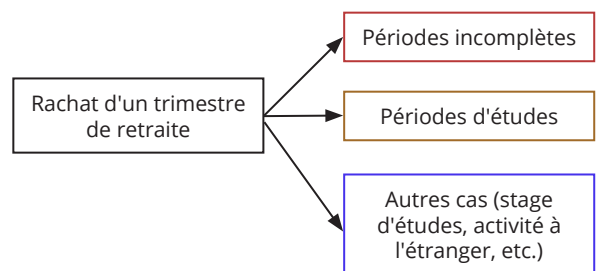 Périodes incomplètes
Rachat d'un trimestre
de retraite
Périodes d'études
Autres cas (stage
d'études, activité à
l'étranger, etc.)